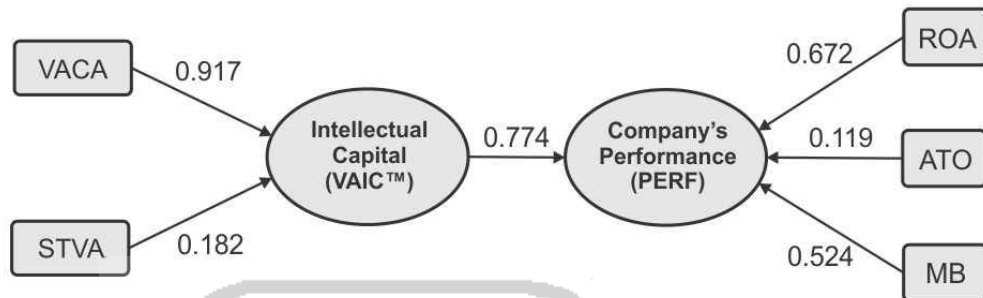 VACA
0.917
STVA
0.182
Intellectual
Capital
(VAIC™)
0.774
Company's
Performance
(PERF)
ROA
0.672
ATO
0.119
MB
0.524